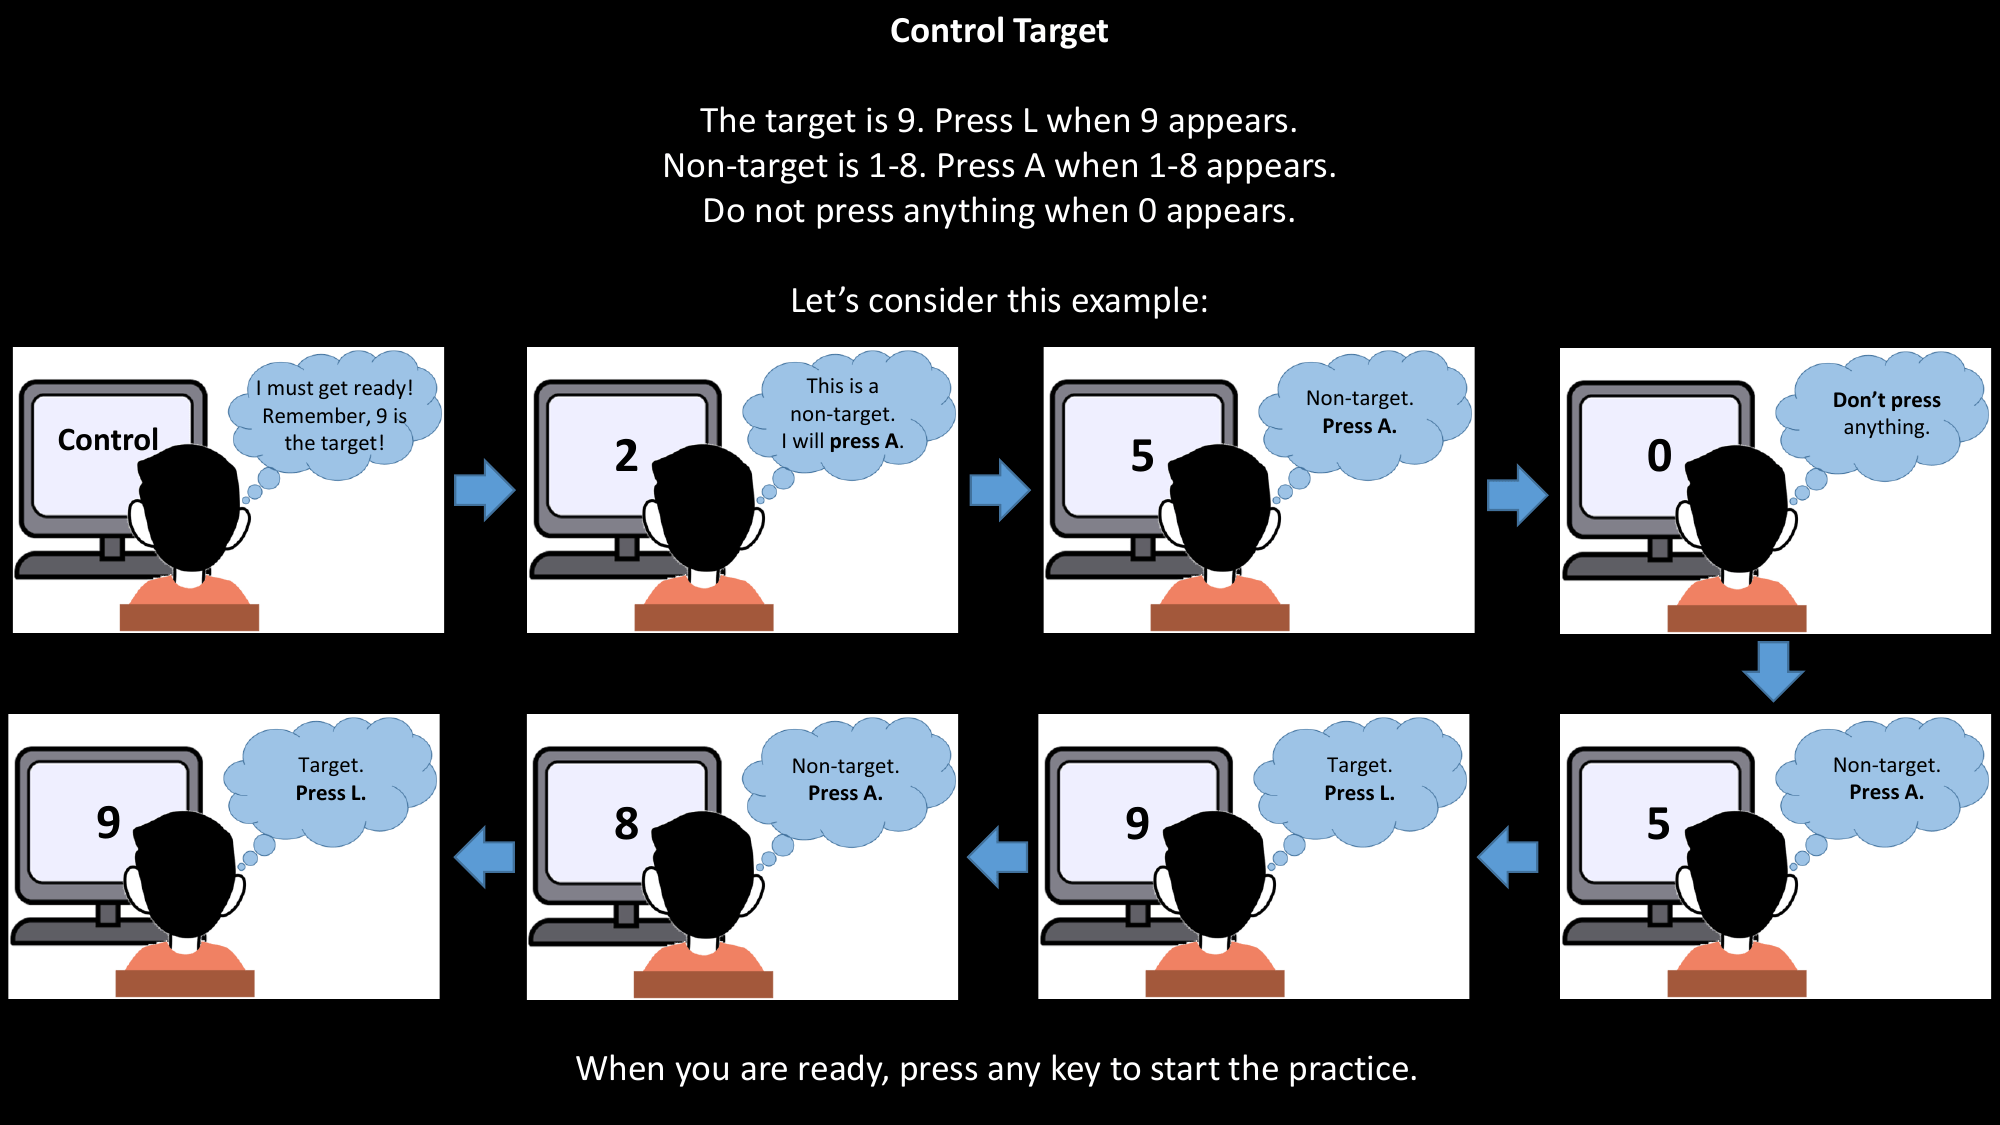 Control Target
The target is 9. Press L when 9 appears.
Non-target is 1-8. Press A when 1-8 appears.
Do not press anything when 0 appears.
Let’s consider this example:
Control
I must get ready!
Remember, 9 is
the target!
2
This is a
non-target.
I will press A.
5
Non-target.
Press A.
0
Don’t press
anything.
5
Non-target.
Press A.
9
Target.
Press L.
8
Non-target.
Press A.
9
Target.
Press L.
When you are ready, press any key to start the practice.